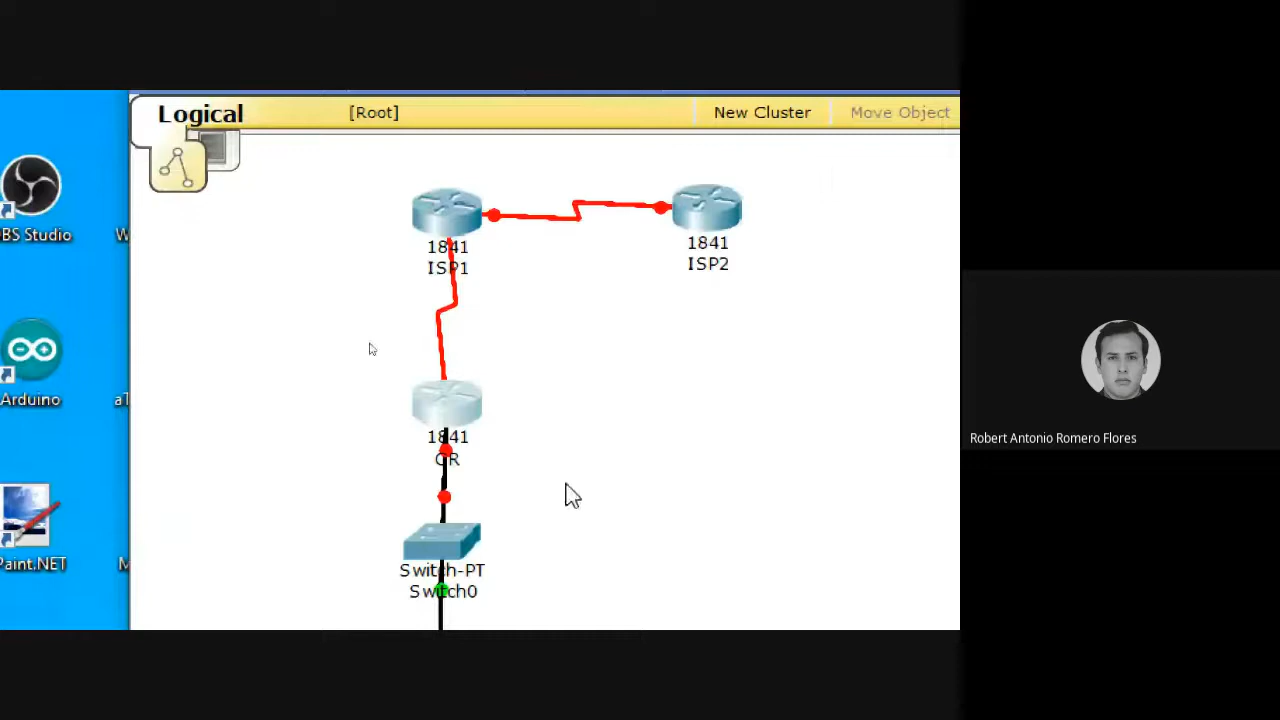 Logical
[Root]
New Cluster
Move Object
BS Studio
W
1841
ISP1
1841
ISP2
Arduino
aT
1841
Robert Antonio Romero Flores
Paint.NET
M
Switch-PT
Switch0